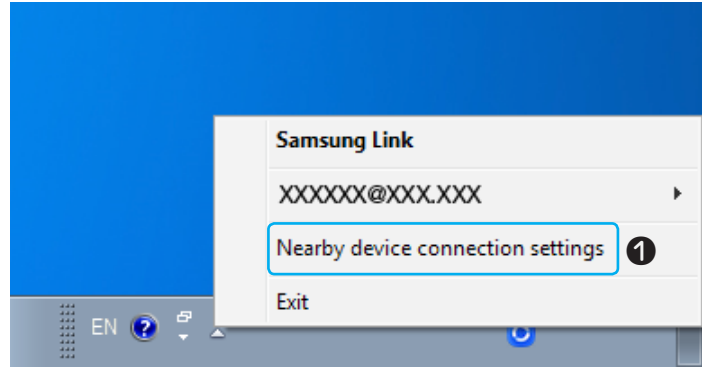 Samsung Link
XXXXXX@XXX.XXX
Nearby device connection settings 1
Exit
EN ?